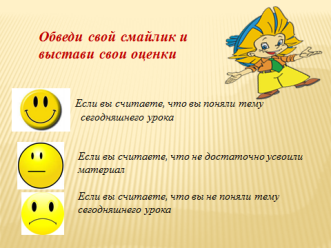 Обведи свой смайлик и
выстави свои оценки
Если вы считаете, что вы поняли тему
сегодняшнего урока
Если вы считаете, что не достаточно усвоили
материал
Если вы считаете, что вы не поняли тему
сегодняшнего урока